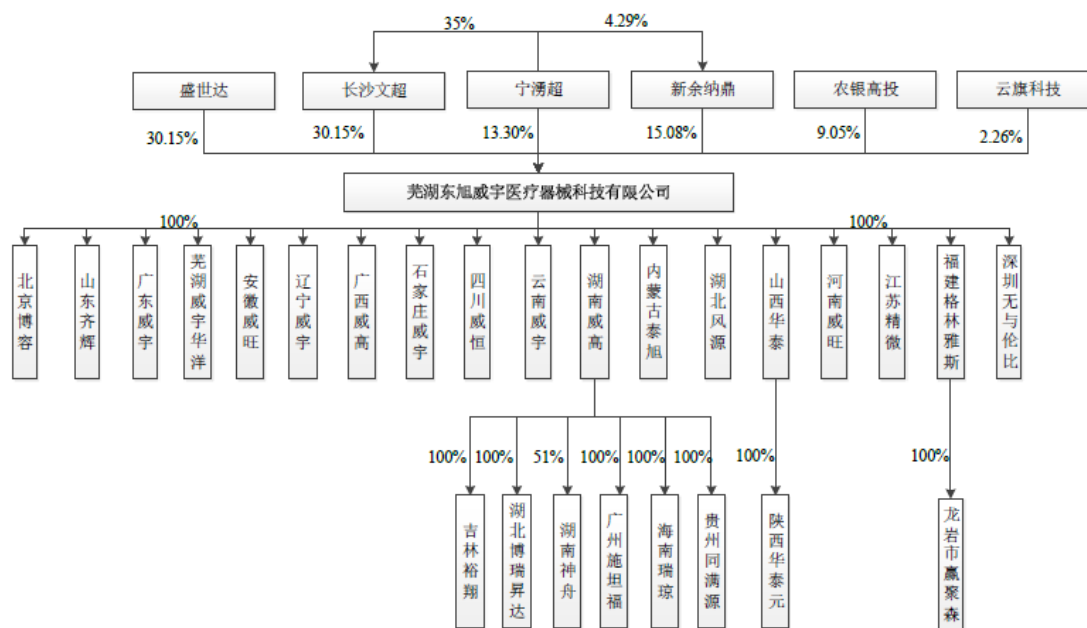 35%
4.29%
盛世达
长沙文超
宁湧超
新余纳鼎
农银高投
云旗科技
30.15%
30.15%
13.30%
15.08%
9.05%
2.26%
芜湖东旭威宇医疗器械科技有限公司
100%
100%
北京博容
山东齐辉
广东威宇
芜湖威宇华洋
安徽威旺
辽宁威宇
广西威高
石家庄威宇
四川威恒
云南威宇
湖南威高
内蒙古泰旭
湖北风源
山西华泰
河南威旺
江苏精微
福建格林雅斯
深圳无与伦比
100%
100%
51%
100%
100%
100%
100%
100%
吉林裕翔
湖北博瑞昇达
湖南神舟
广州施坦福
海南瑞琼
贵州同满源
陕西华泰元
龙岩市赢聚森